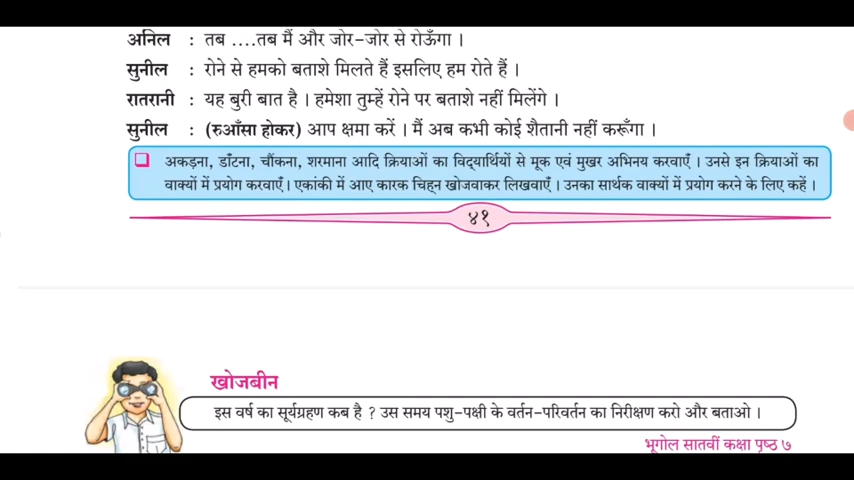 अनिल : तब ....तब मैं और जोर-जोर से रोऊँगा ।
सुनील : रोने से हमको बताशे मिलते हैं इसलिए हम रोते हैं ।
रातरानी : यह बुरी बात है । हमेशा तुम्हें रोने पर बताशे नहीं मिलेंगे ।
सुनील : (रुआँसा होकर) आप क्षमा करें । मैं अब कभी कोई शैतानी नहीं करूँगा ।
❑ अकड़ना, डाँटना, चौंकना, शरमाना आदि क्रियाओं का विद्यार्थियों से मूक एवं मुखर अभिनय करवाएँ । उनसे इन क्रियाओं का
वाक्यों में प्रयोग करवाएँ। एकांकी में आए कारक चिह्न खोजवाकर लिखवाएँ । उनका सार्थक वाक्यों में प्रयोग करने के लिए कहें ।
४१
खोजबीन
इस वर्ष का सूर्यग्रहण कब है ? उस समय पशु-पक्षी के वर्तन-परिवर्तन का निरीक्षण करो और बताओ ।
भूगोल सातवीं कक्षा पृष्ठ ७